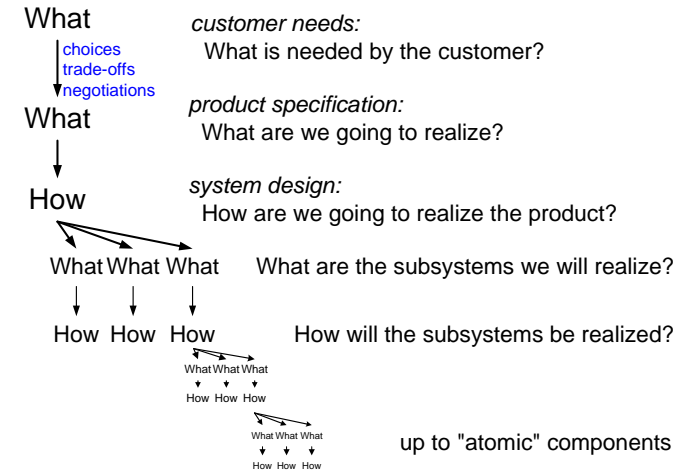 What
customer needs:
What is needed by the customer?
choices
trade-offs
negotiations
What
product specification:
What are we going to realize?
How
system design:
How are we going to realize the product?
What What What
What are the subsystems we will realize?
How How How
How will the subsystems be realized?
What What What
How How How
What What What
up to "atomic" components
How How How